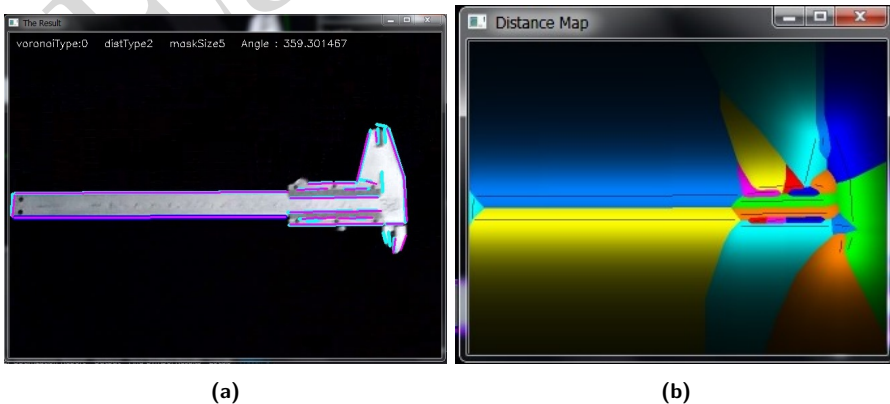 The Result
voronoiType:0 distType2 maskSize5 Angle : 359.301467
Distance Map
(a)
(b)